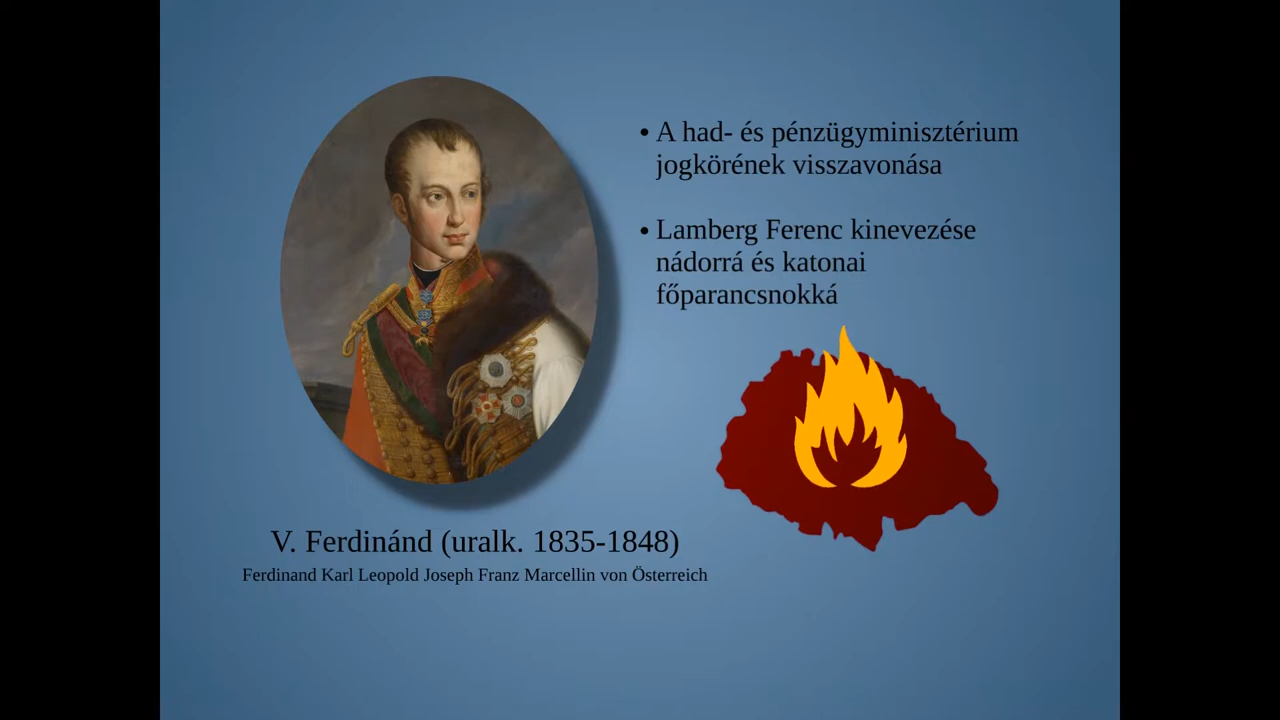 • A had- és pénzügyminisztérium
jogkörének visszavonása
• Lamberg Ferenc kinevezése
nádorrá és katonai
főparancsnokká
V. Ferdinánd (uralk. 1835-1848)
Ferdinand Karl Leopold Joseph Franz Marcellin von Österreich